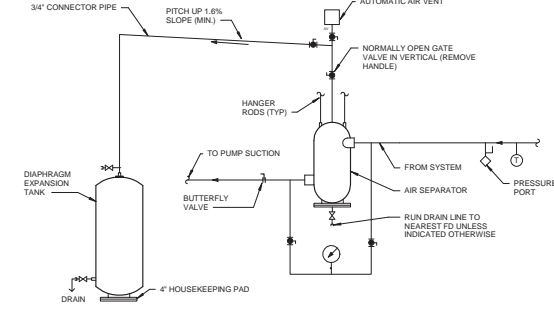 AUTOMATIC AIR VENT
3/4" CONNECTOR PIPE
PITCH UP 1.6%
SLOPE (MIN.)
NORMALLY OPEN GATE
VALVE IN VERTICAL (REMOVE
HANDLE)
HANGER
RODS (TYP)
TO PUMP SUCTION
FROM SYSTEM
T
DIAPHRAGM
EXPANSION
TANK
PRESSURE
PORT
BUTTERFLY
VALVE
AIR SEPARATOR
RUN DRAIN LINE TO
NEAREST FD UNLESS
INDICATED OTHERWISE
4" HOUSEKEEPING PAD
DRAIN